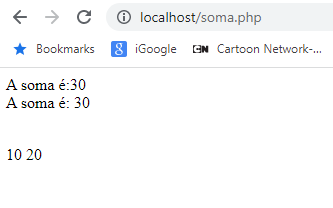 localhost/soma.php
Bookmarks iGoogle Cartoon Network-...
A soma é:30
A soma é: 30
10 20